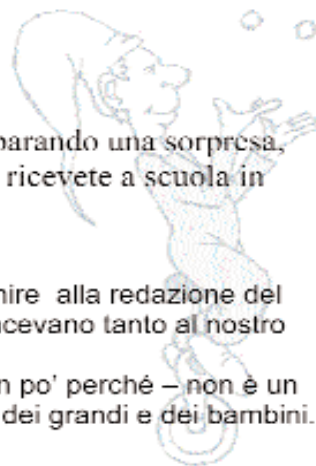 parando una sorpresa,
ricevete a scuola in
nire alla redazione del
acevano tanto al nostro
n po' perché – non è un
dei grandi e dei bambini.